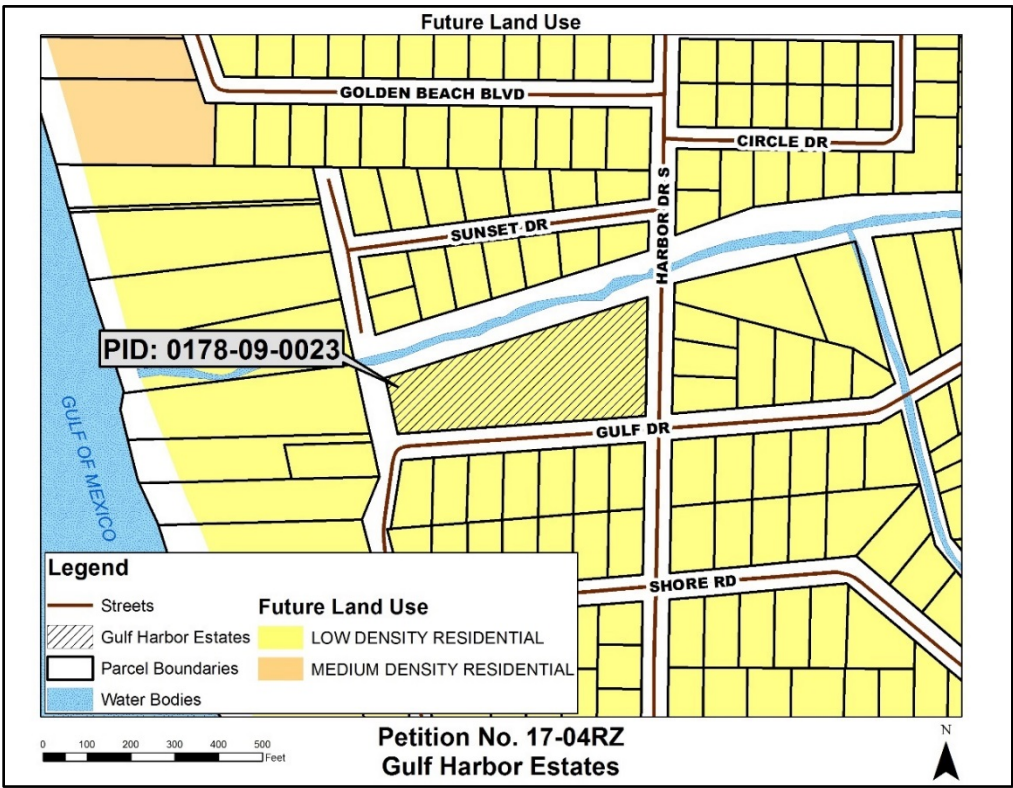 Future Land Use
GOLDEN BEACH BLVD
CIRCLE DR
HARBOR DR S
SUNSET DR
PID: 0178-09-0023
GULF DR
GULF OF MEXICO
SHORE RD
Legend
Streets
Gulf Harbor Estates
Parcel Boundaries
Water Bodies
Future Land Use
LOW DENSITY RESIDENTIAL
MEDIUM DENSITY RESIDENTIAL
0 100 200 300 400 500
Feet
Petition No. 17-04RZ
Gulf Harbor Estates
N